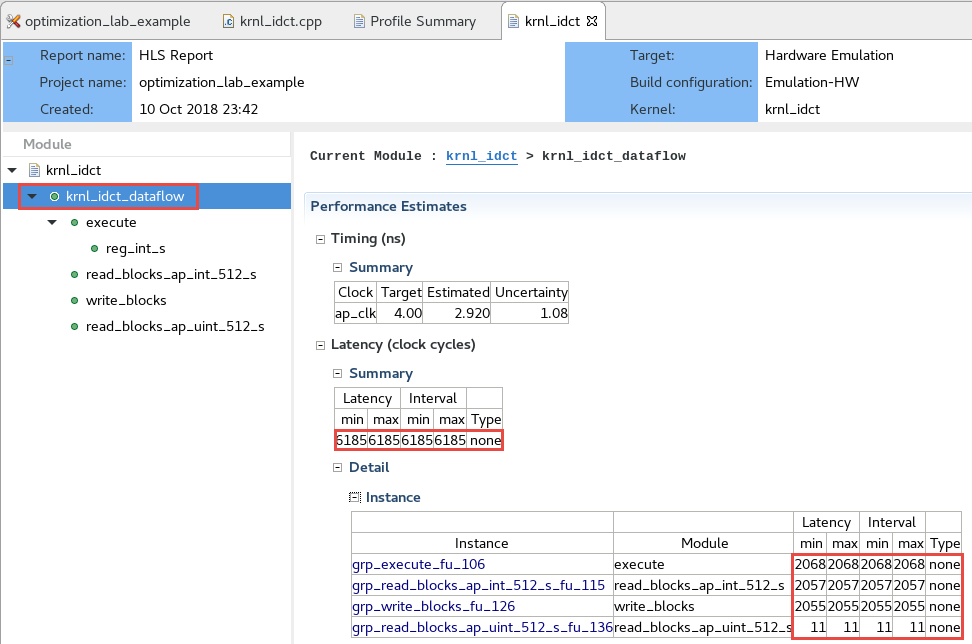 optimization_lab_example krnl_idct.cpp Profile Summary krnl_idct
Report name: HLS Report Target: Hardware Emulation
Project name: optimization_lab_example Build configuration: Emulation-HW
Created: 10 Oct 2018 23:42 Kernel: krnl_idct
Module
krnl_idct
krnl_idct_dataflow
execute
reg_int_s
read_blocks_ap_int_512_s
write_blocks
read_blocks_ap_uint_512_s
Current Module : krnl_idct > krnl_idct_dataflow
Performance Estimates
Timing (ns)
Summary
Clock Target Estimated Uncertainty
ap_clk 4.00 2.920 1.08
Latency (clock cycles)
Summary
Latency Interval
min max min max Type
6185 6185 6185 6185 none
Detail
Instance
Latency Interval
Instance Module min max min max Type
grp_execute_fu_106 execute 2068 2068 2068 2068 none
grp_read_blocks_ap_int_512_s_fu_115 read_blocks_ap_int_512_s 2057 2057 2057 2057 none
grp_write_blocks_fu_126 write_blocks 2055 2055 2055 2055 none
grp_read_blocks_ap_uint_512_s_fu_136 read_blocks_ap_uint_512_s 11 11 11 11 none